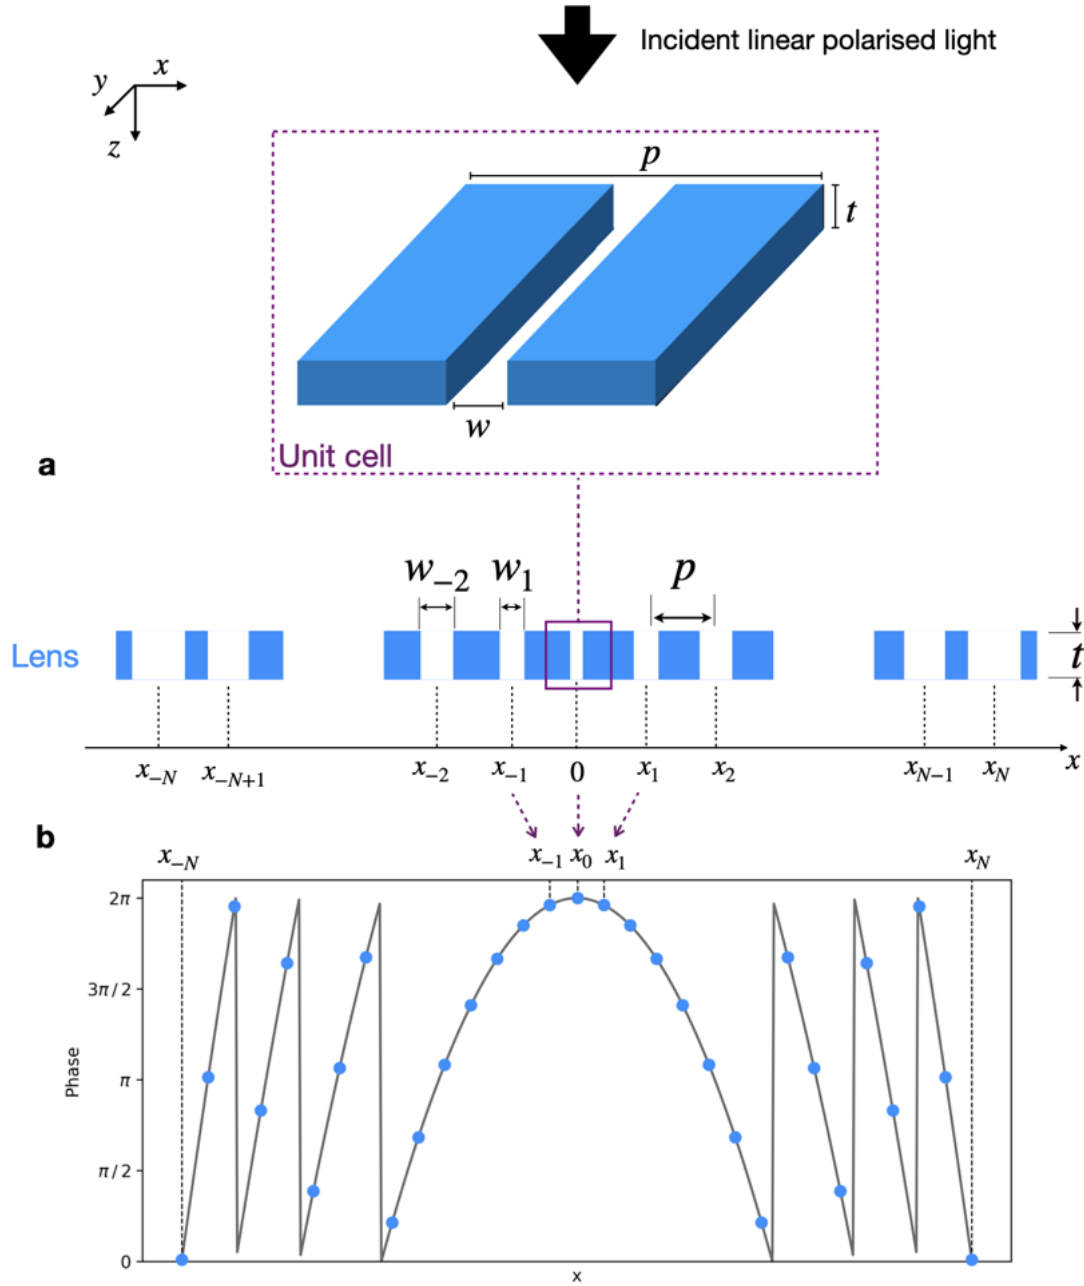 Incident linear polarised light
x
y
z
p
t
w
Unit cell
a
w₋₂ w₁ p
Lens
t
x₋N x₋N₊₁ x₋₂ x₋₁ 0 x₁ x₂ xN₋₁ xN x
b
x₋N x₋₁ x₀ x₁ xN
2π
3π/2
π
π/2
0
Phase
x